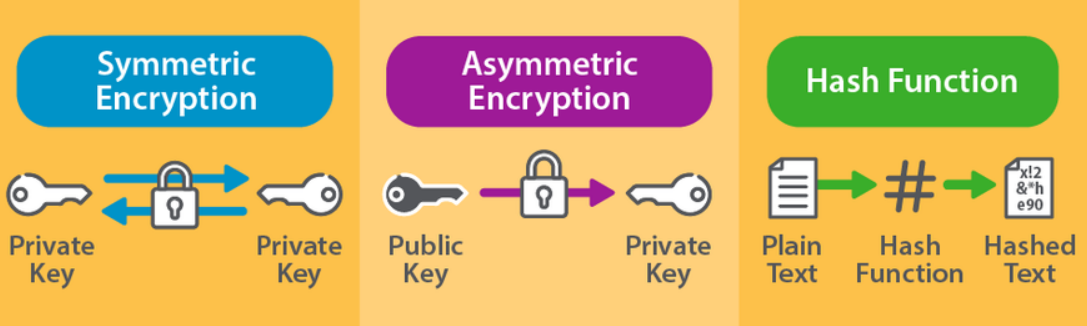 Symmetric
Encryption
Private
Key
Private
Key
Asymmetric
Encryption
Public
Key
Private
Key
Hash Function
#
x!2
&*h
e90
Plain
Text
Hash
Function
Hashed
Text